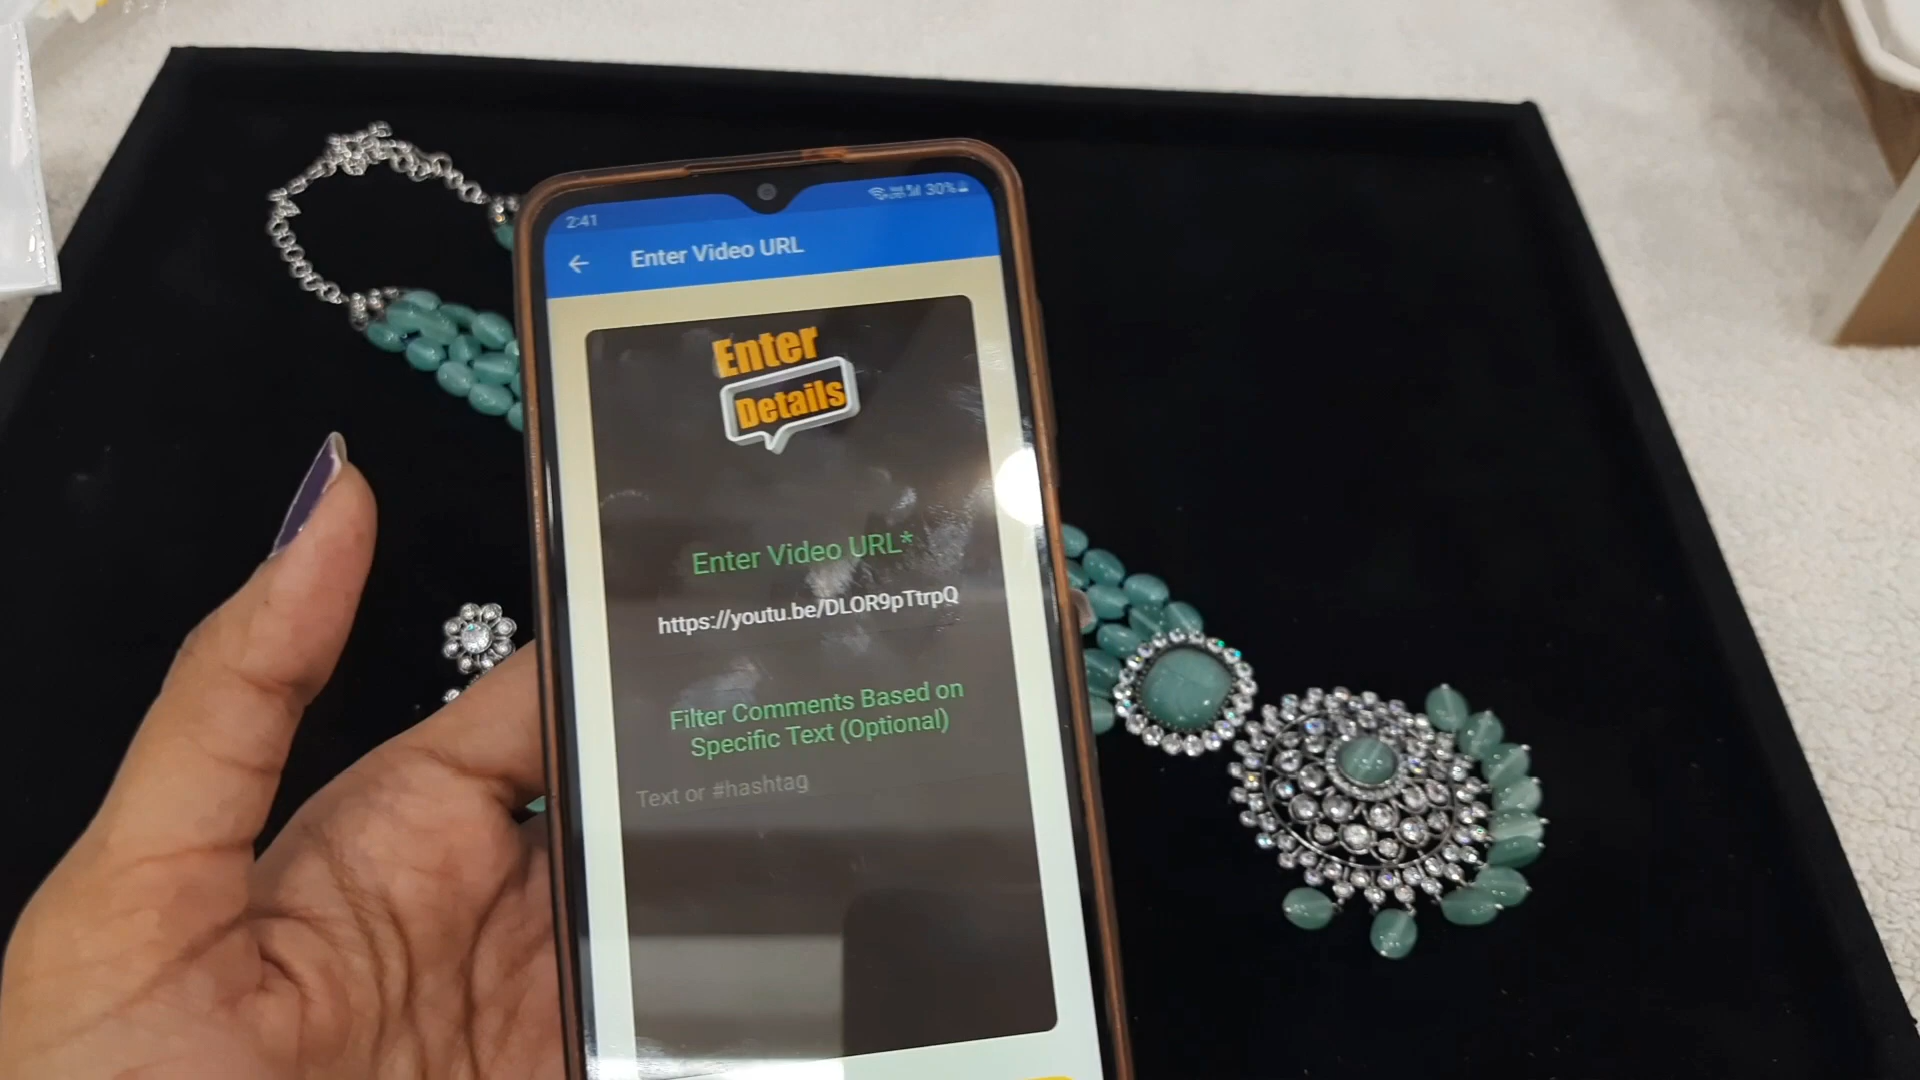 2:41
30%
Enter Video URL
Enter
Details
Enter Video URL*
https://youtu.be/DLOR9pTtrpQ
Filter Comments Based on
Specific Text (Optional)
Text or #hashtag